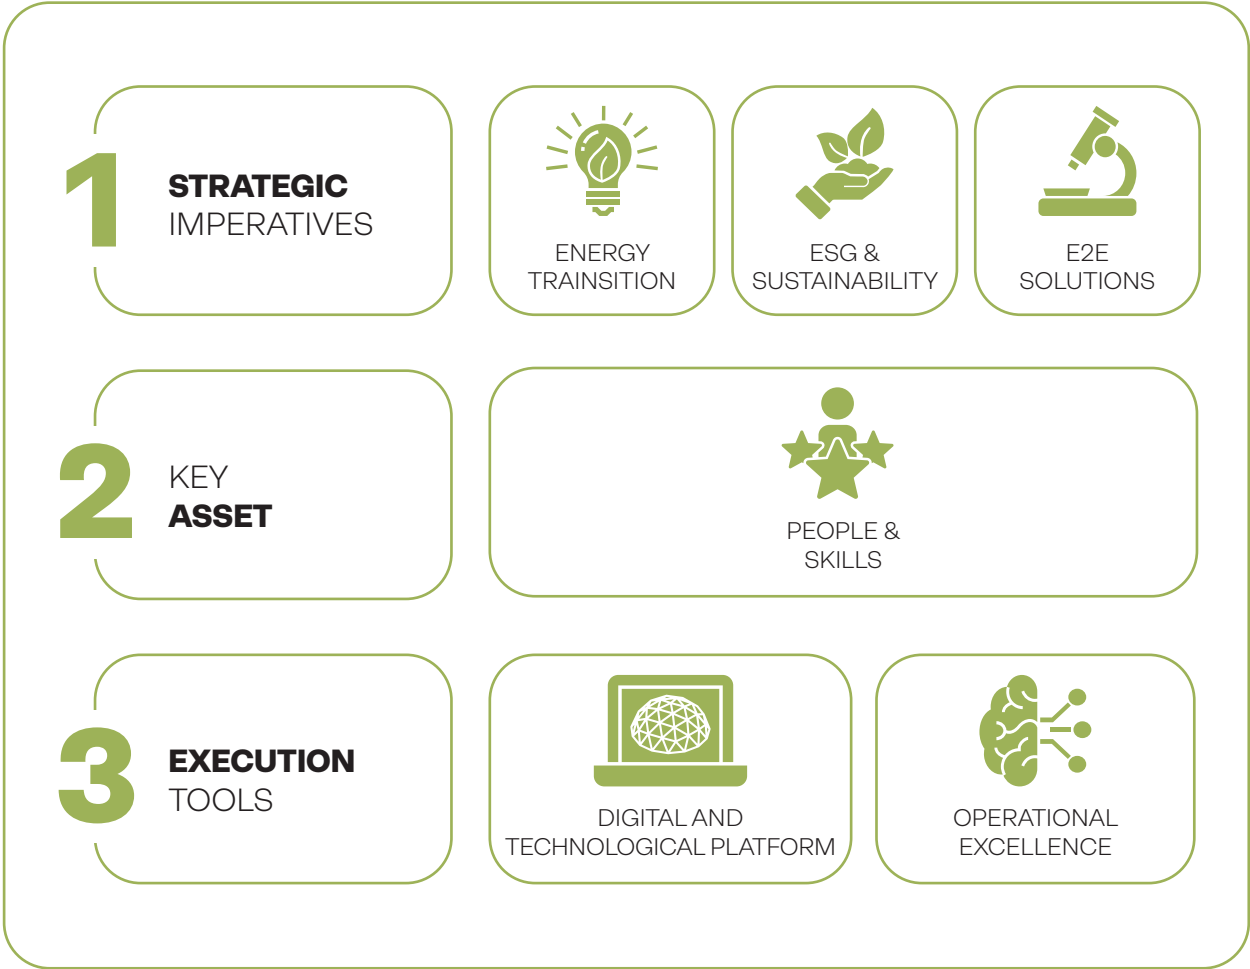 1
STRATEGIC
IMPERATIVES
ENERGY
TRAINSITION
ESG &
SUSTAINABILITY
E2E
SOLUTIONS
2
KEY
ASSET
PEOPLE &
SKILLS
3
EXECUTION
TOOLS
DIGITAL AND
TECHNOLOGICAL PLATFORM
OPERATIONAL
EXCELLENCE